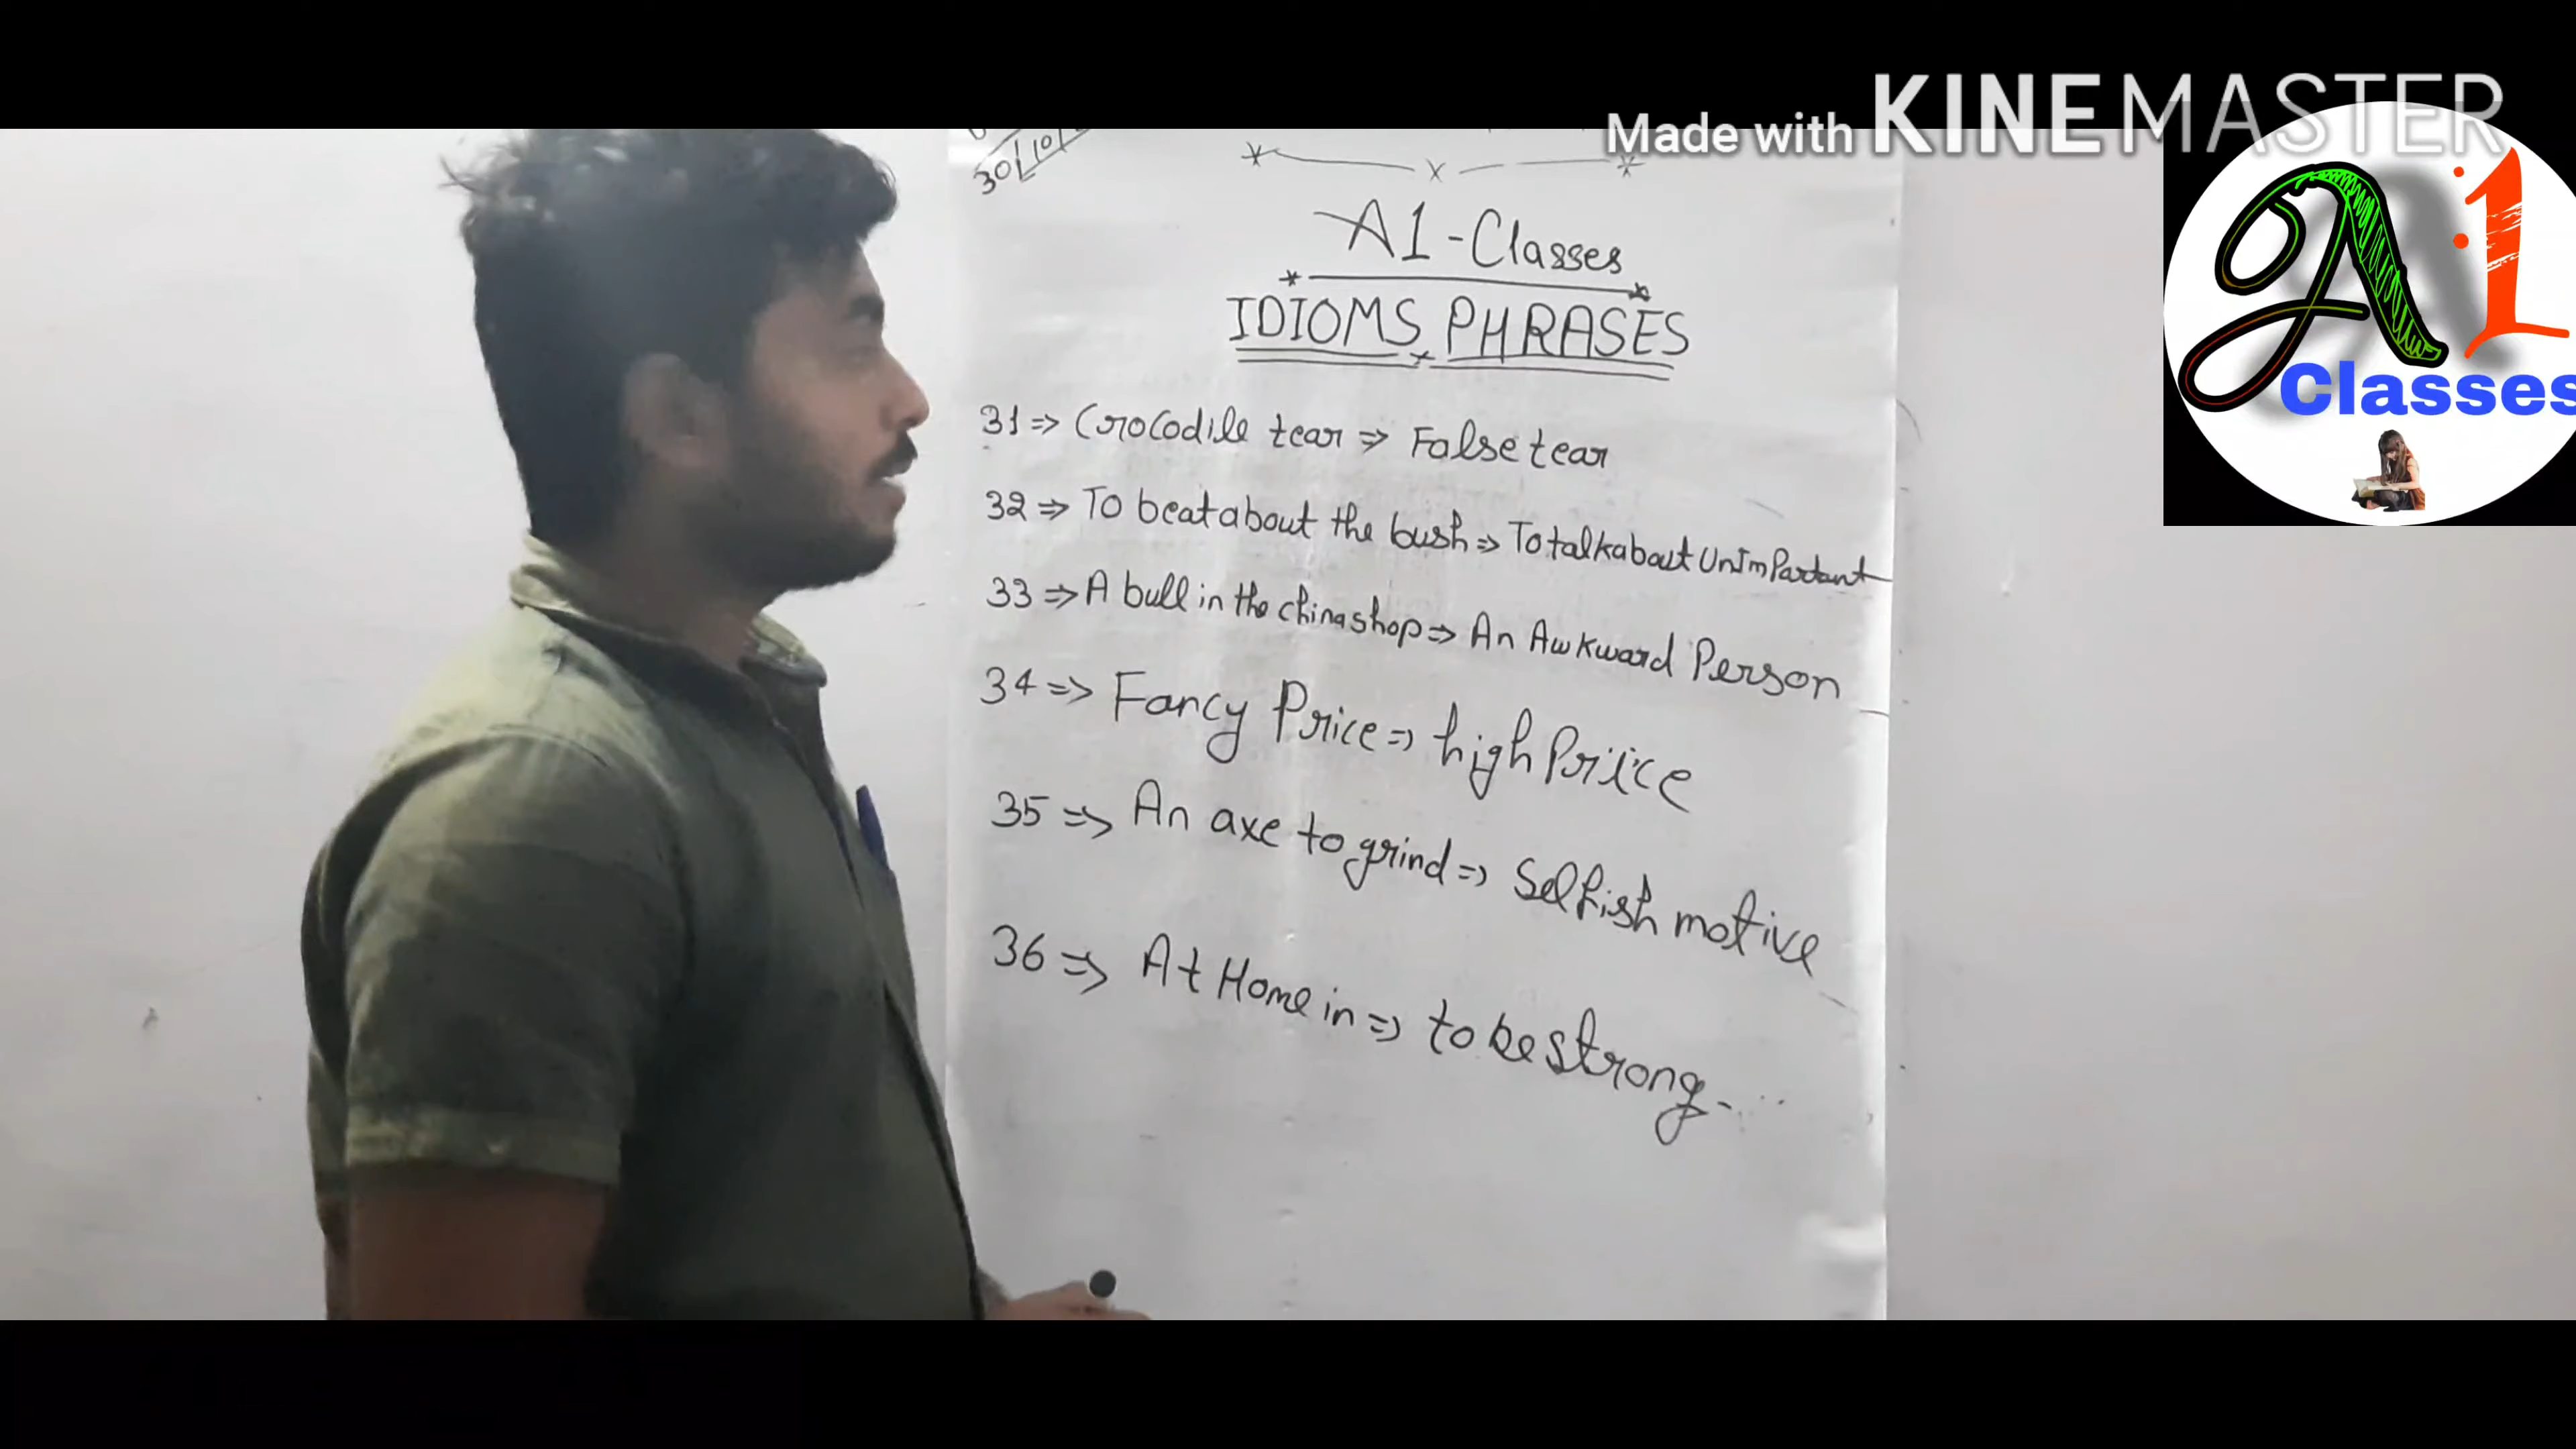 Made with KINEMASTER
30/10/
A1-Classes
IDIOMS PHRASES
31 => Crocodile tear => False tear
32 => To beat about the bush => To talk about UnImPartant
33 => A bull in the china shop => An Awkward Person
34 => Fancy Price => high Priice
35 => An axe to grind => Selfish motive
36 => At Home in => to be strong
A1
Classes